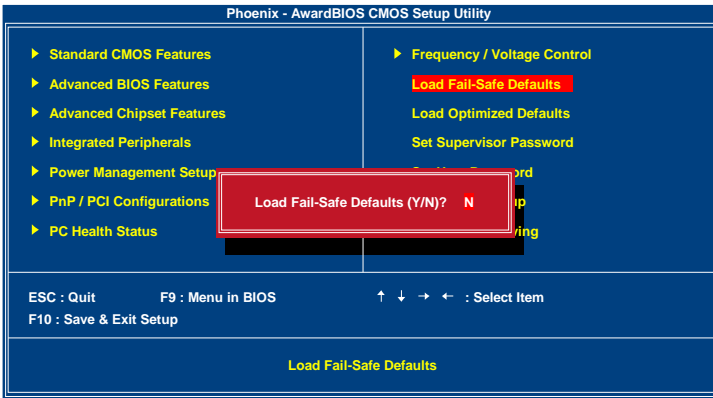 Phoenix - AwardBIOS CMOS Setup Utility
Standard CMOS Features
Advanced BIOS Features
Advanced Chipset Features
Integrated Peripherals
Power Management Setup
PnP / PCI Configurations
PC Health Status
Frequency / Voltage Control
Load Fail-Safe Defaults
Load Optimized Defaults
Set Supervisor Password
Load Fail-Safe Defaults (Y/N)? N
ESC : Quit F9 : Menu in BIOS ↑ ↓ → ← : Select Item
F10 : Save & Exit Setup
Load Fail-Safe Defaults